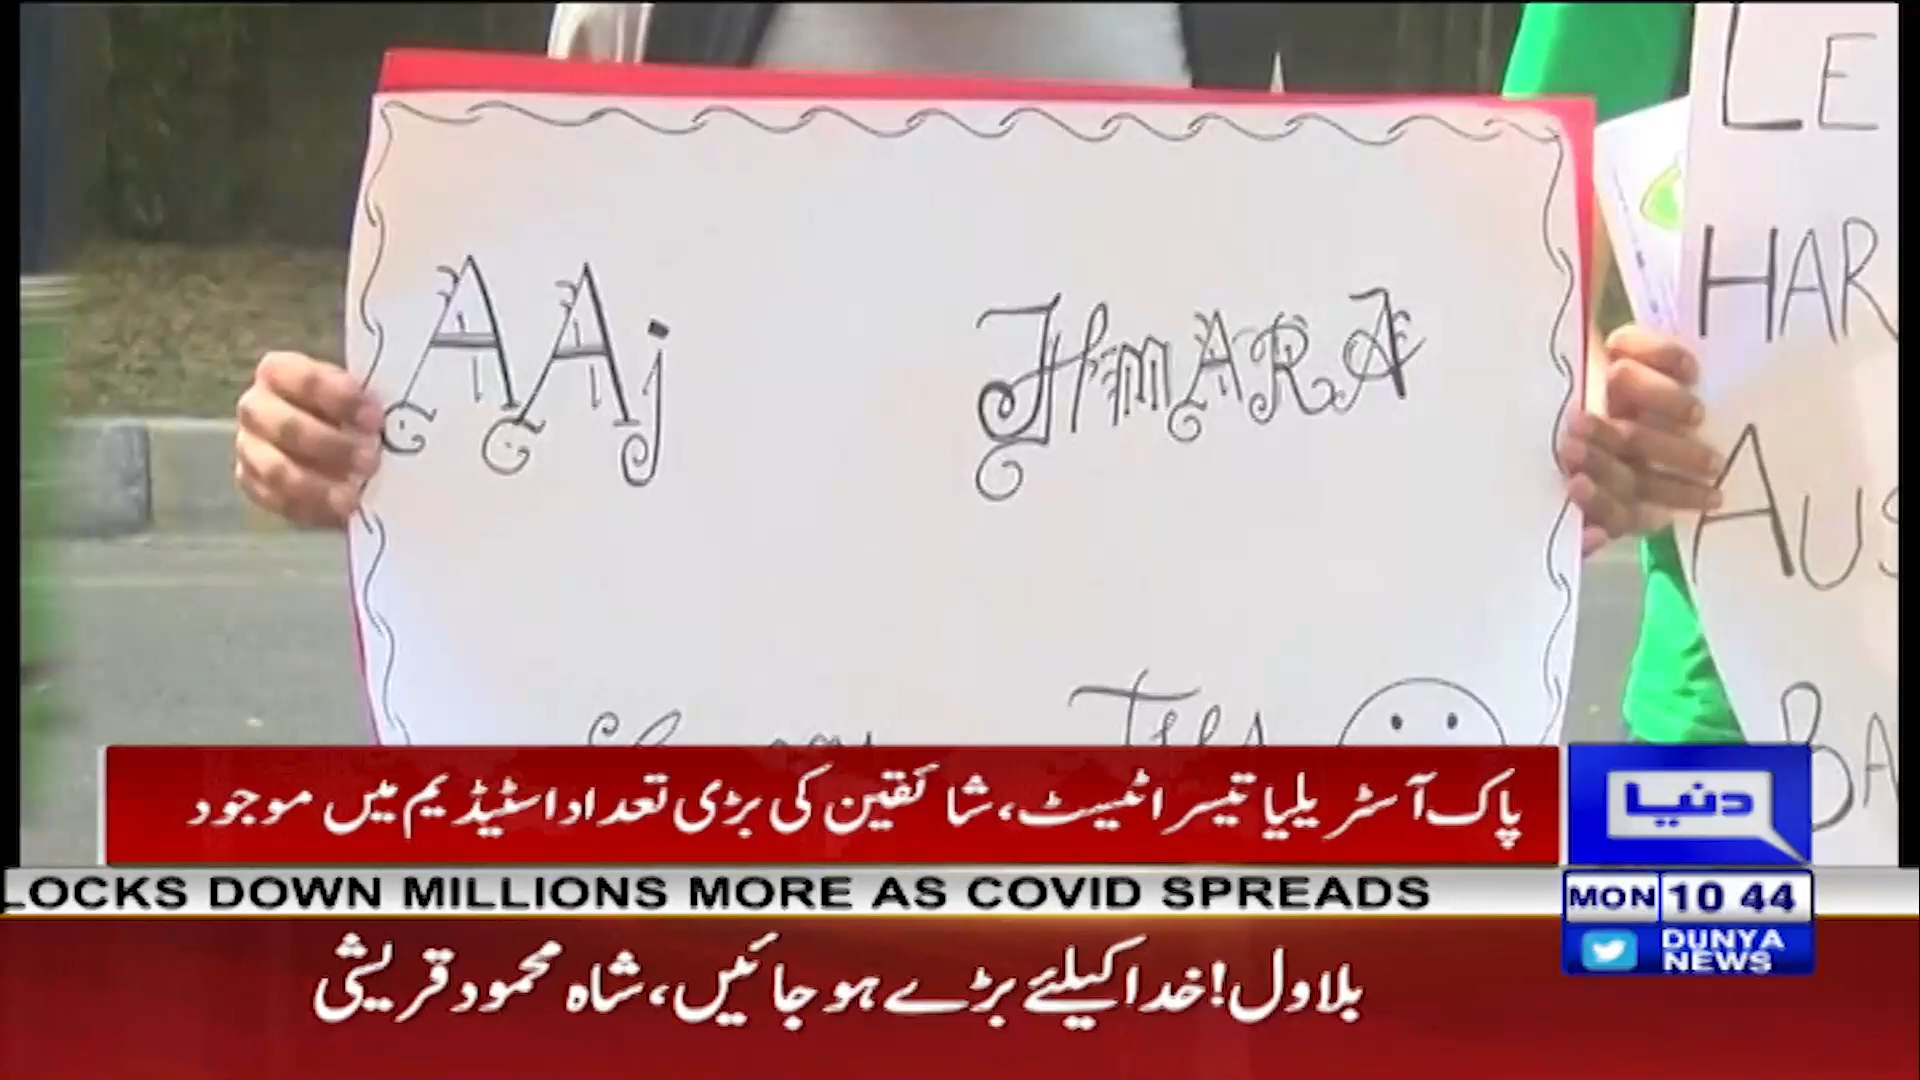 AAj HmARA
LE
HAR
AUS
BA
پاک آسٹریلیا تیسرا ٹیسٹ، شائقین کی بڑی تعداد اسٹیڈیم میں موجود
دنیا
LOCKS DOWN MILLIONS MORE AS COVID SPREADS
MON 10 44
بلاول! خدا کیلئے بڑے ہو جائیں، شاہ محمود قریشی
DUNYA
NEWS